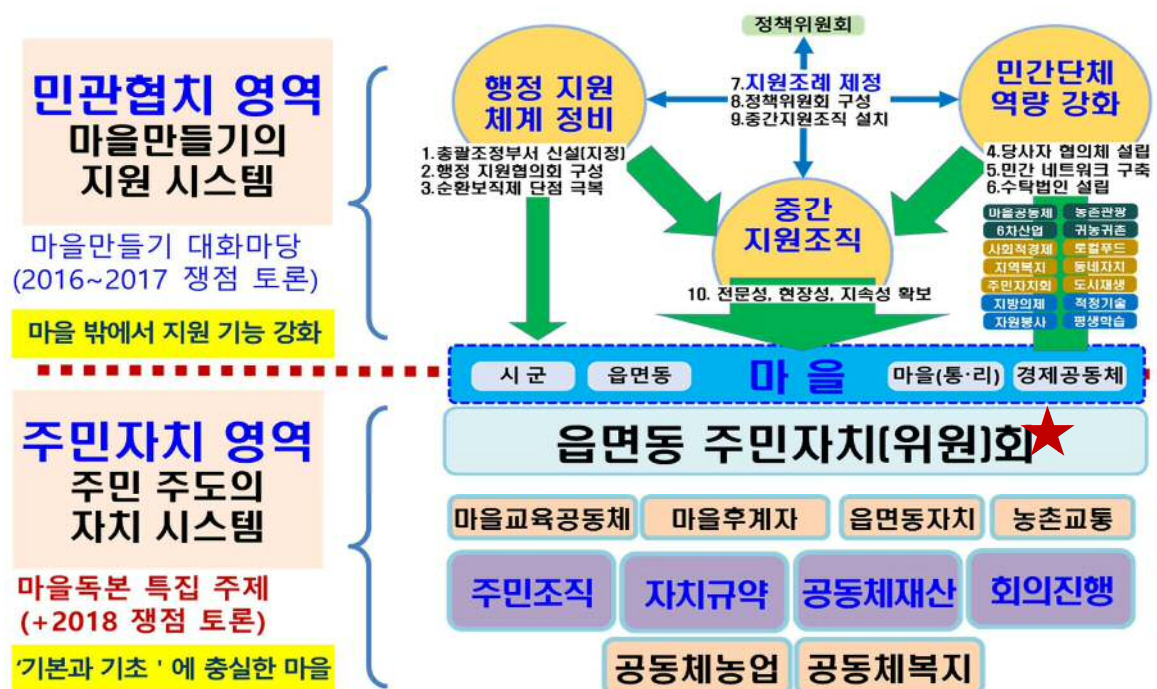 정책위원회
민관협치 영역
마을만들기의
지원 시스템
마을만들기 대화마당
(2016~2017 쟁점 토론)
마을 밖에서 지원 기능 강화
행정 지원
체계 정비
1.총괄조정부서 신설(지정)
2.행정 지원협의회 구성
3.순환보직제 단점 극복
7.지원조례 제정
8.정책위원회 구성
9.중간지원조직 설치
민간단체
역량 강화
4.당사자 협의체 설립
5.민간 네트워크 구축
6.수탁법인 설립
마을공동체 농촌관광
6차산업 귀농귀촌
사회적경제 로컬푸드
지역복지 동네자치
주민자치회 도시재생
지방의제 적정기술
자원봉사 평생학습
중간
지원조직
10. 전문성, 현장성, 지속성 확보
시군 읍면동 마을 마을(통·리) 경제공동체
주민자치 영역
주민 주도의
자치 시스템
마을독본 특집 주제
(+2018 쟁점 토론)
'기본과 기초 ' 에 충실한 마을
읍면동 주민자치(위원)회
마을교육공동체 마을후계자 읍면동자치 농촌교통
주민조직 자치규약 공동체재산 회의진행
공동체농업 공동체복지